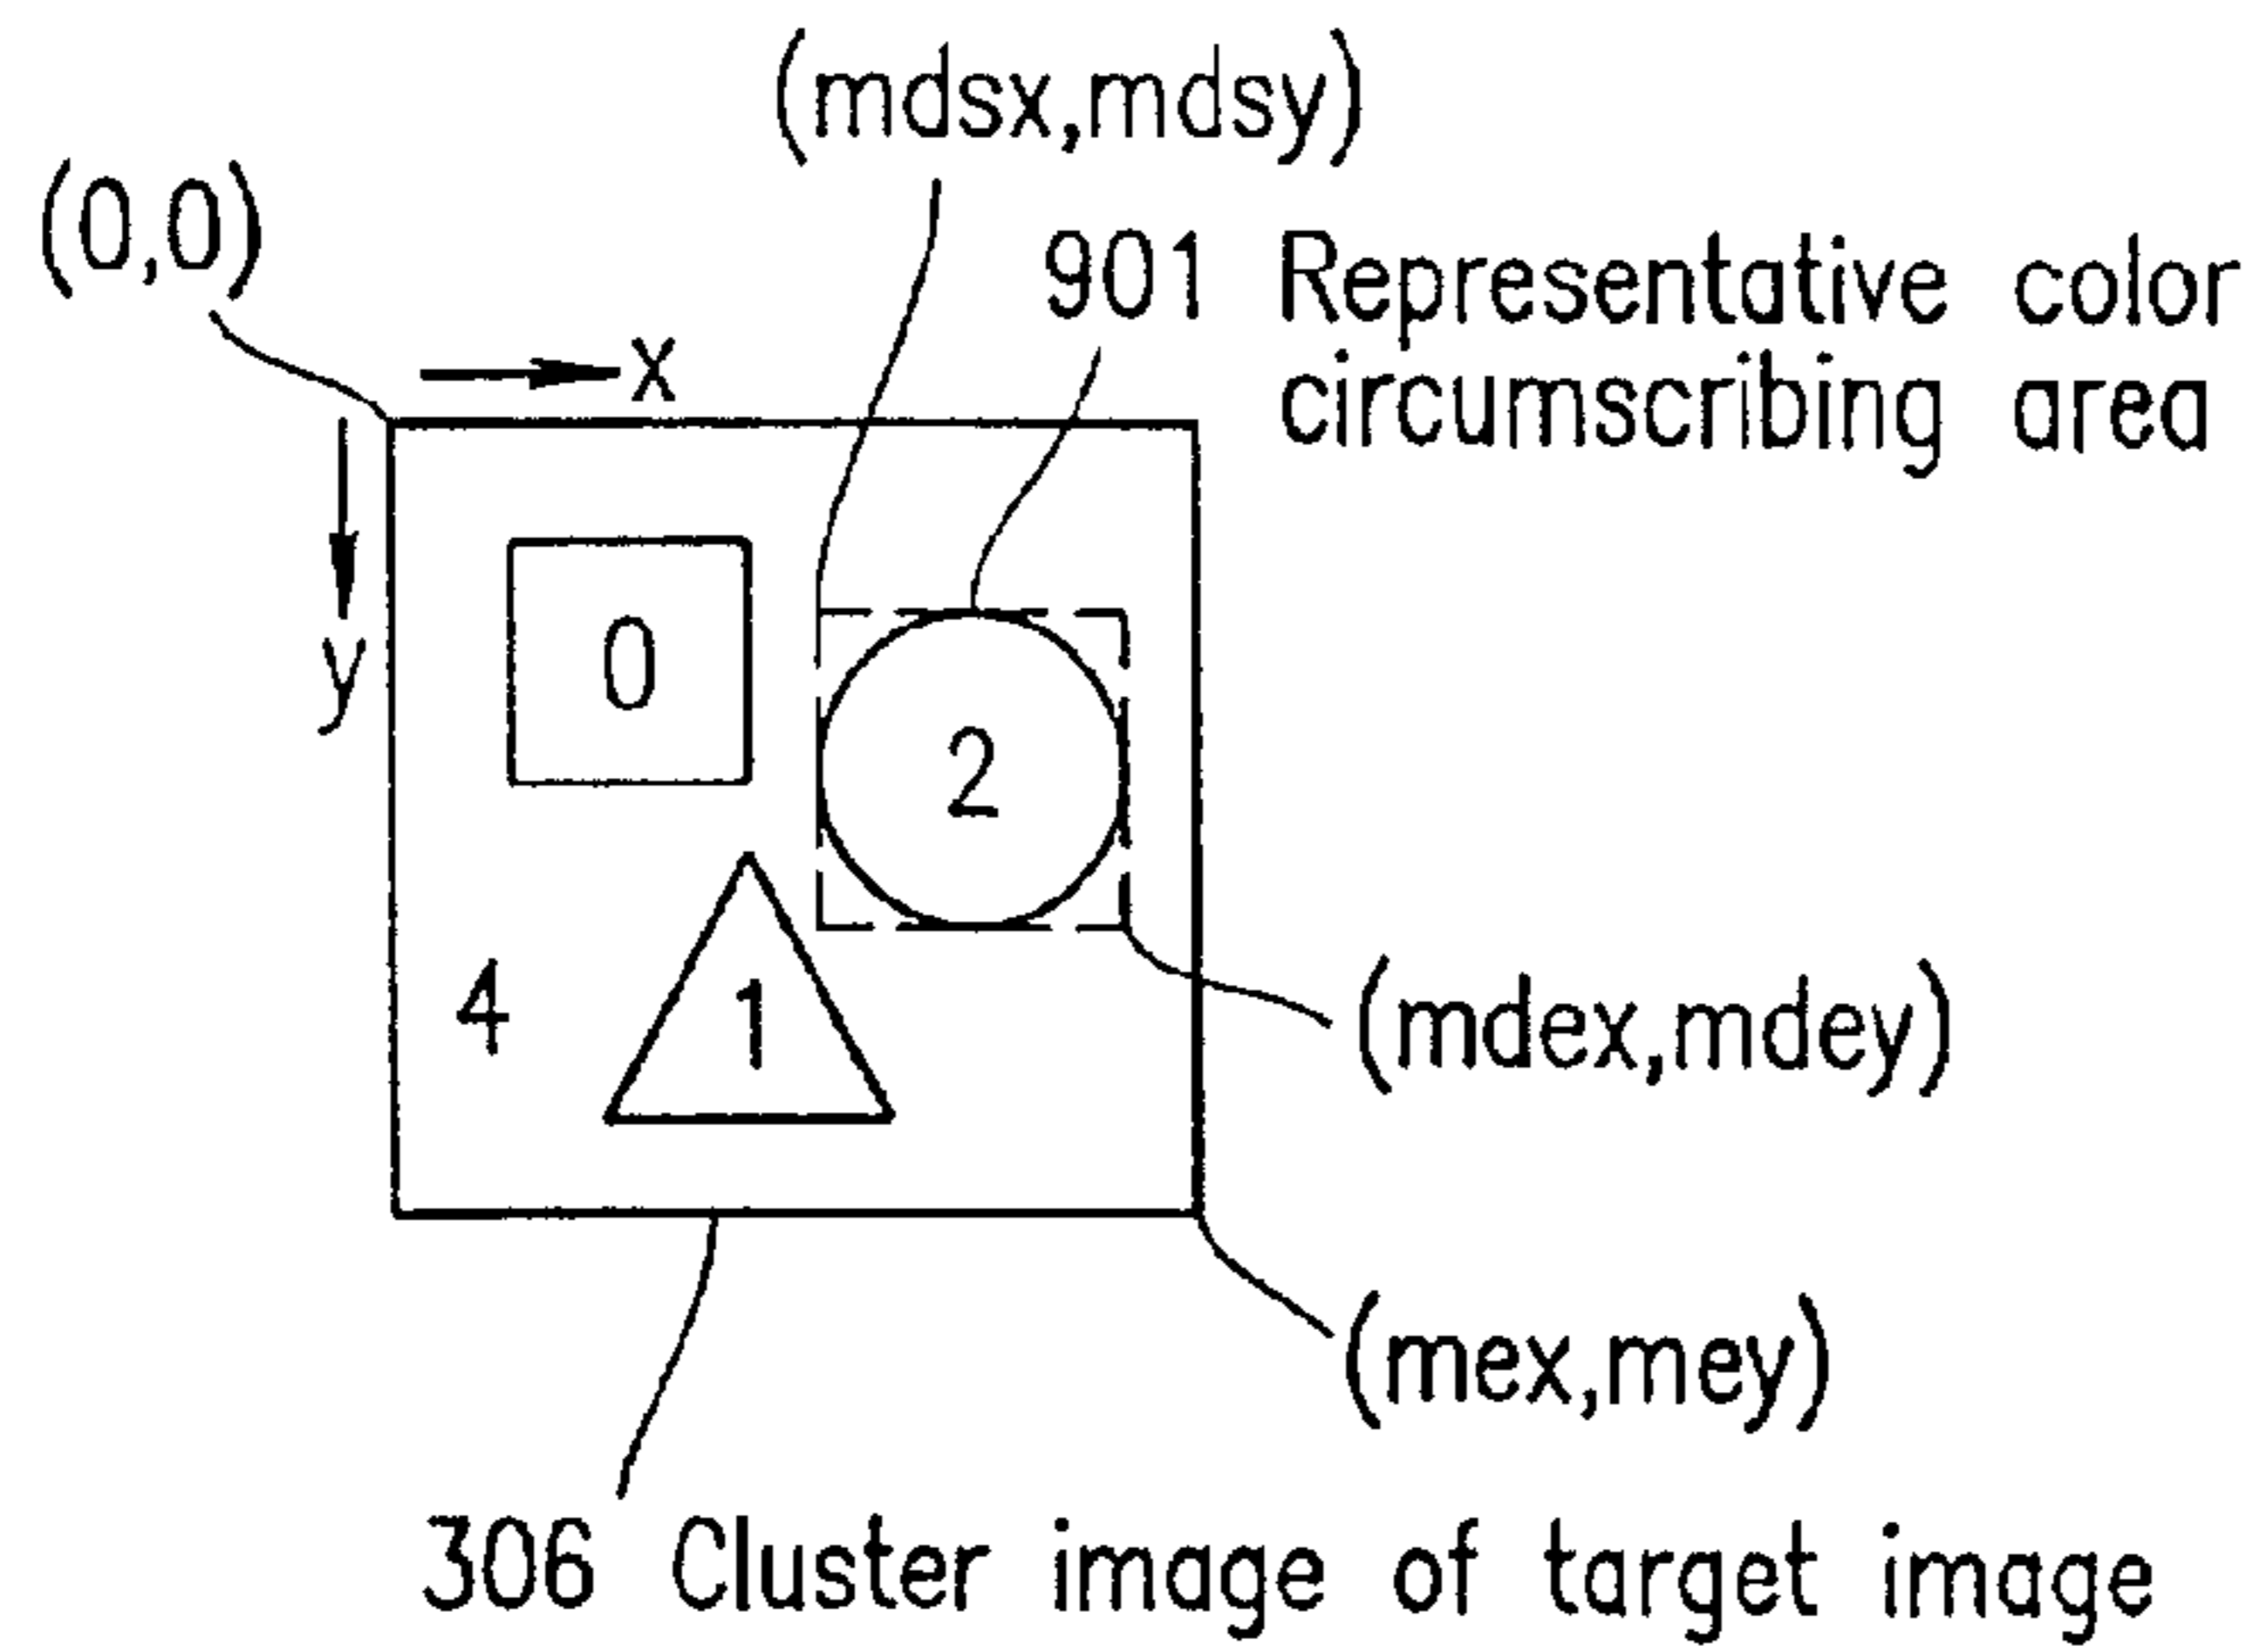 (mdsx,mdsy)
(0,0)
901 Representative color
circumscribing area
x
y
0
2
4
1
(mdex,mdey)
(mex,mey)
306 Cluster image of target image